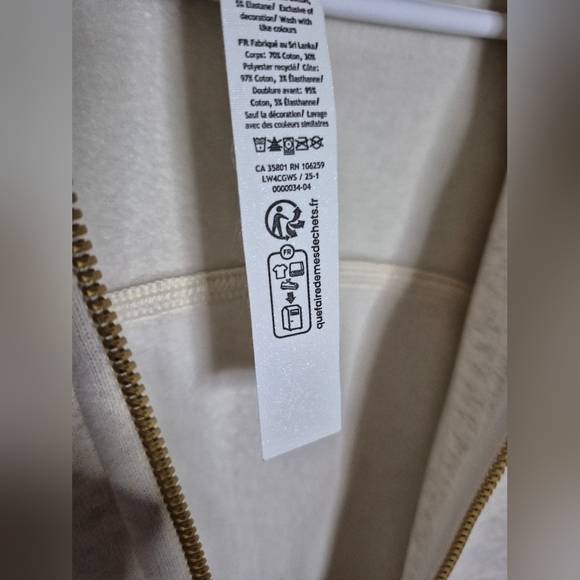 5% Elastane/ Exclusive of
decoration/ Wash with
like colours
FR Fabriqué au Sri Lanka/
Corps: 70% Coton, 30%
Polyester recyclé/ Côte:
97% Coton, 3% Élasthanne/
Doublure avant: 95%
Coton, 5% Élasthanne/
Sauf la décoration/ Lavage
avec des couleurs similaires
CA 35801 RN 106259
LW4CGWS / 25-1
0000034-04
FR
quefairedemesdechets.fr